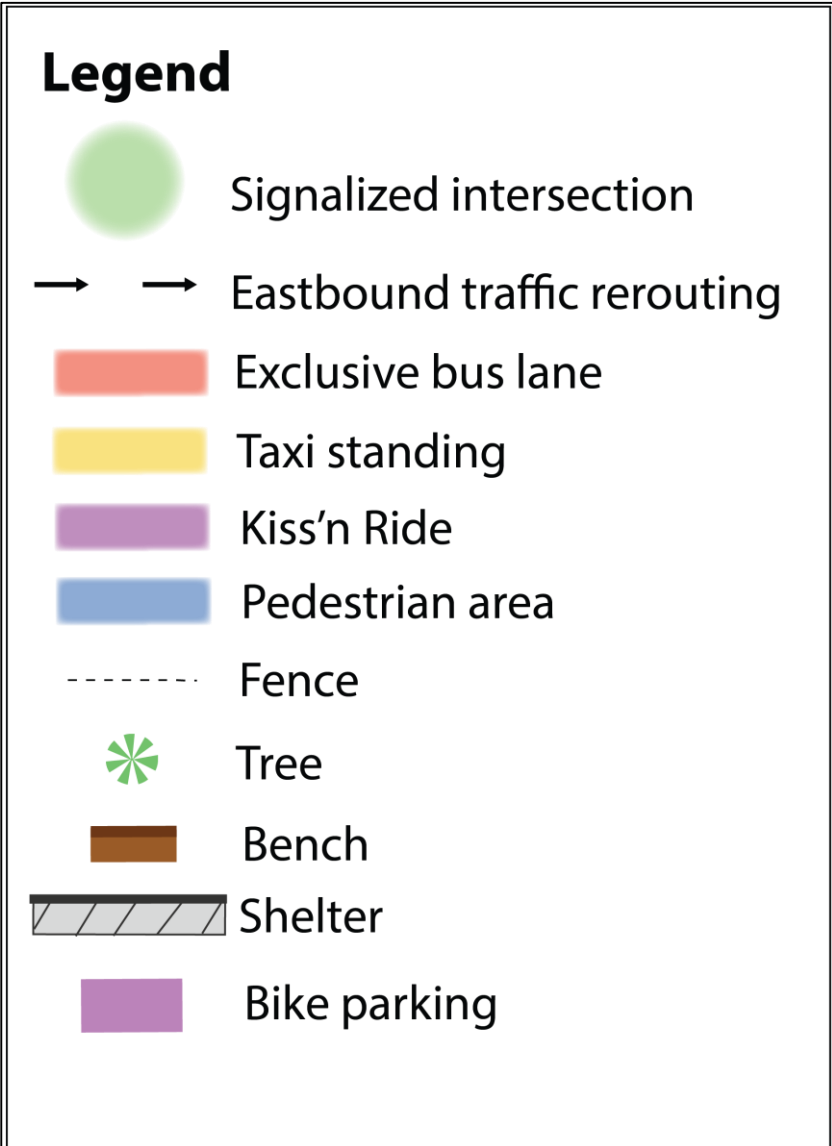 Legend
Signalized intersection
Eastbound traffic rerouting
Exclusive bus lane
Taxi standing
Kiss’n Ride
Pedestrian area
Fence
Tree
Bench
Shelter
Bike parking